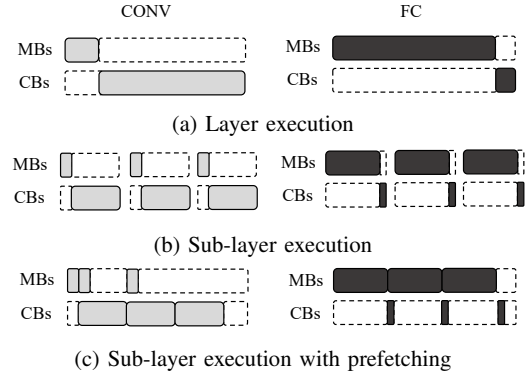 CONV FC
MBs MBs
CBs CBs
(a) Layer execution
MBs MBs
CBs CBs
(b) Sub-layer execution
MBs MBs
CBs CBs
(c) Sub-layer execution with prefetching